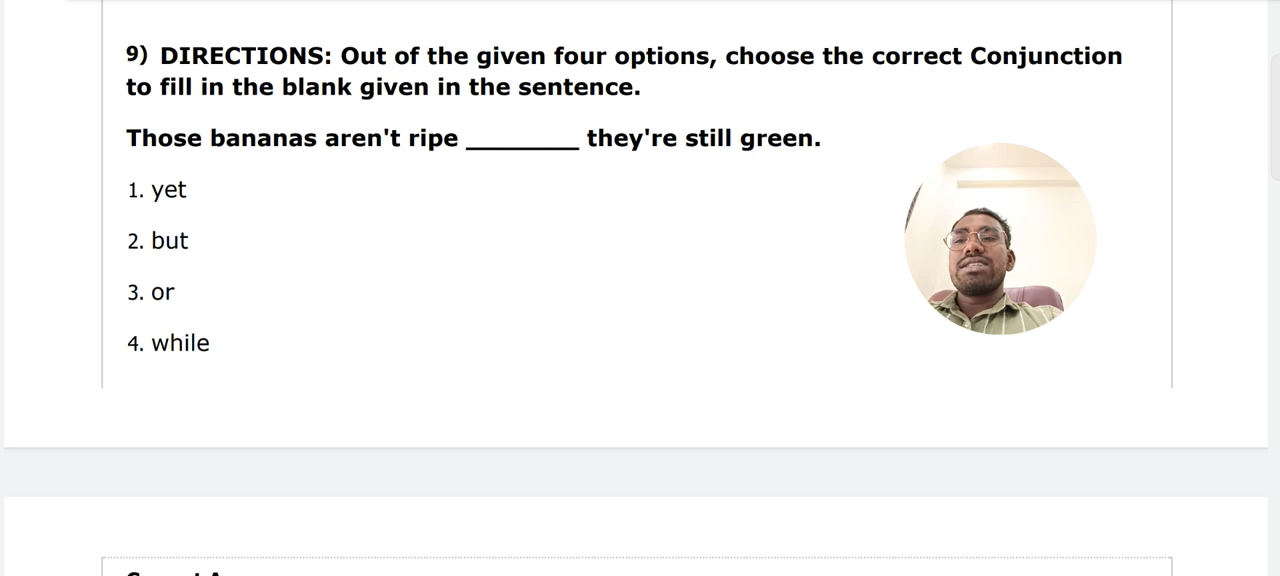 9) DIRECTIONS: Out of the given four options, choose the correct Conjunction
to fill in the blank given in the sentence.
Those bananas aren't ripe ________ they're still green.
1. yet
2. but
3. or
4. while